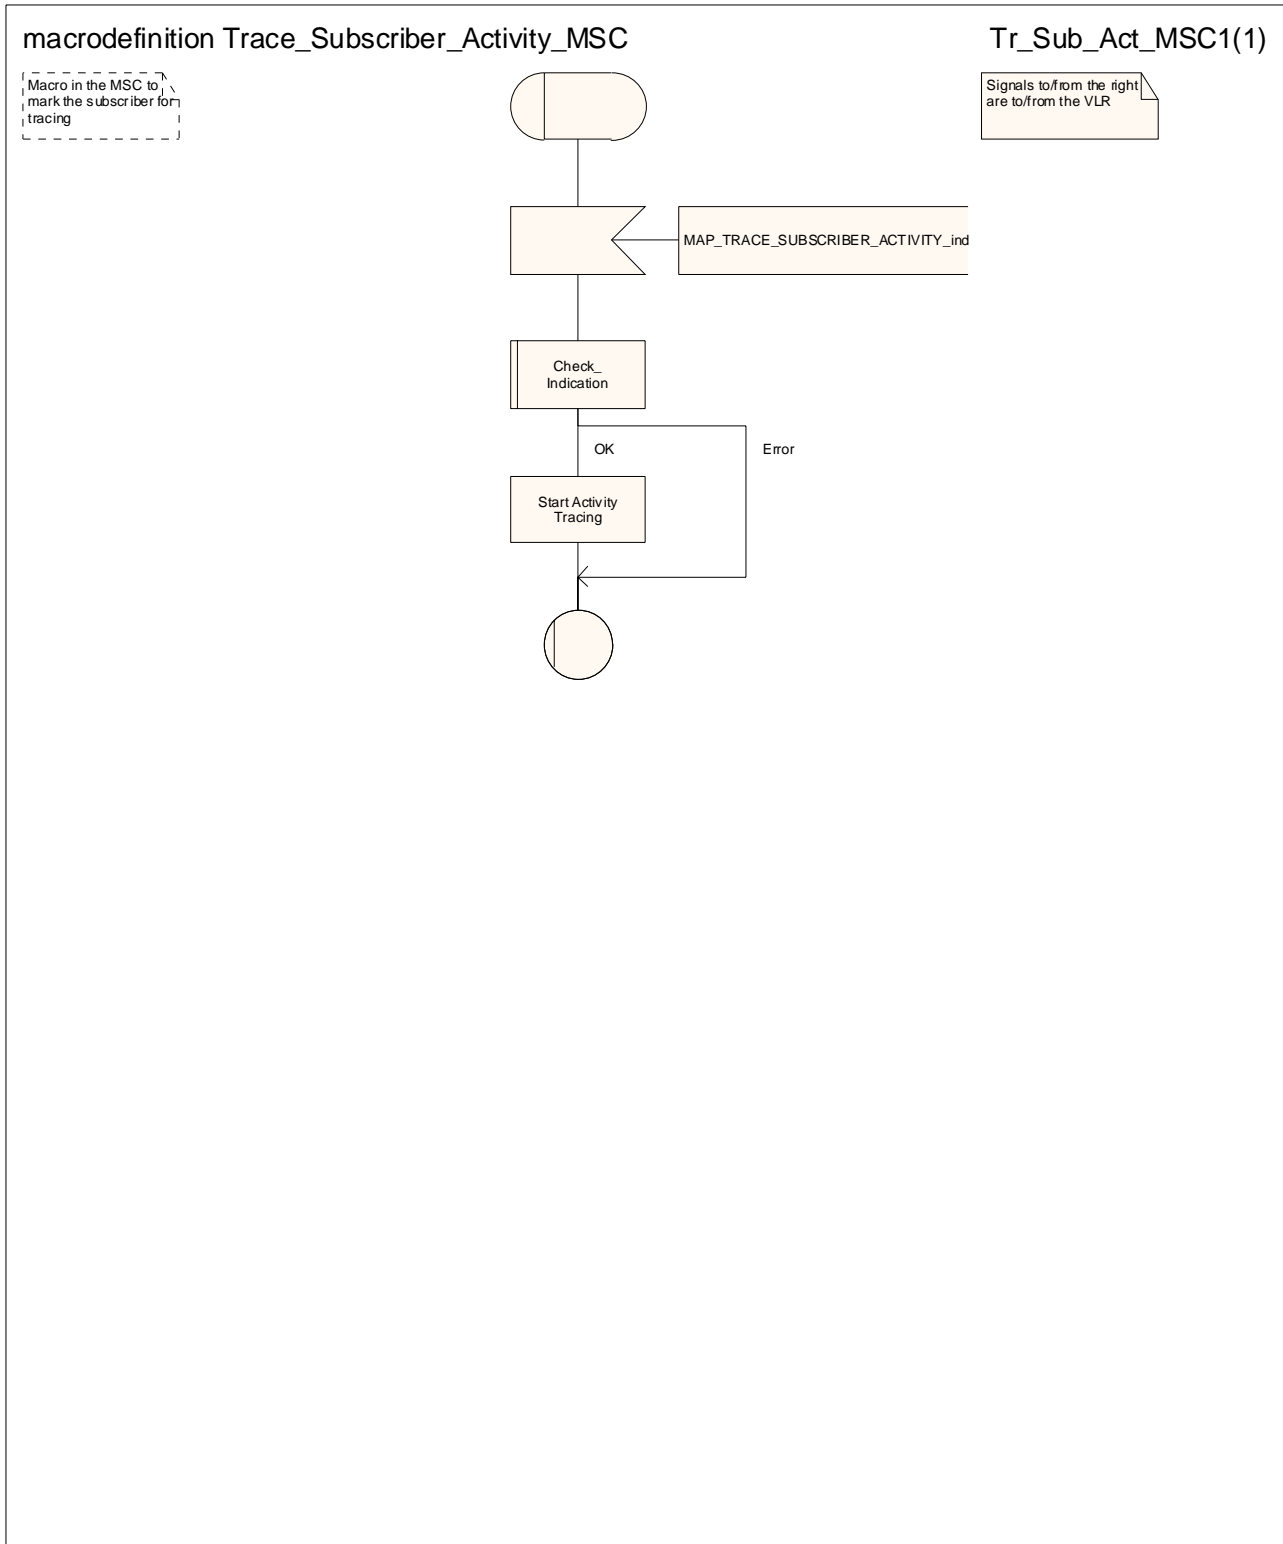 macrodefinition Trace_Subscriber_Activity_MSC
Tr_Sub_Act_MSC1(1)
Macro in the MSC to
mark the subscriber for
tracing
Signals to/from the right
are to/from the VLR
MAP_TRACE_SUBSCRIBER_ACTIVITY_ind
Check_
Indication
OK
Error
Start Activity
Tracing